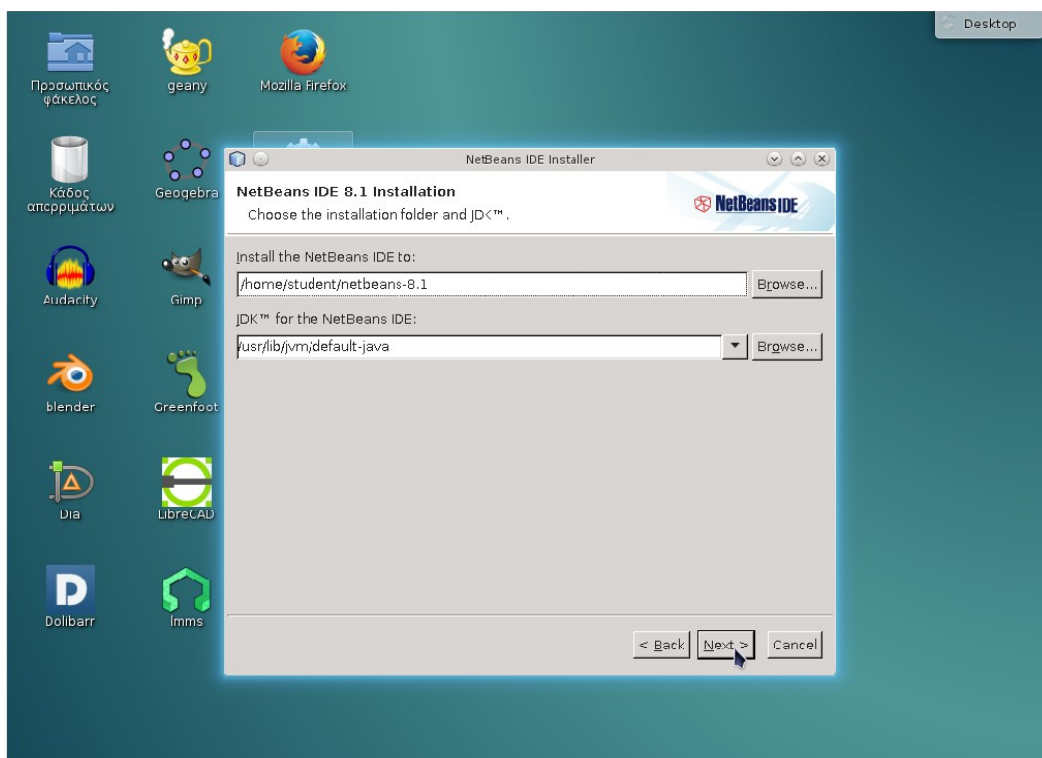 Desktop
Προσωπικός
φάκελος
geany
Mozilla Firefox
Κάδος
απορριμάτων
Geogebra
Audacity
Gimp
blender
Greenfoot
Dia
LibreCAD
Dolibarr
lmms
NetBeans IDE Installer
NetBeans IDE 8.1 Installation
Choose the installation folder and JDK™.
NetBeans IDE
Install the NetBeans IDE to:
/home/student/netbeans-8.1
Browse...
JDK™ for the NetBeans IDE:
/usr/lib/jvm/default-java
Browse...
< Back
Next >
Cancel